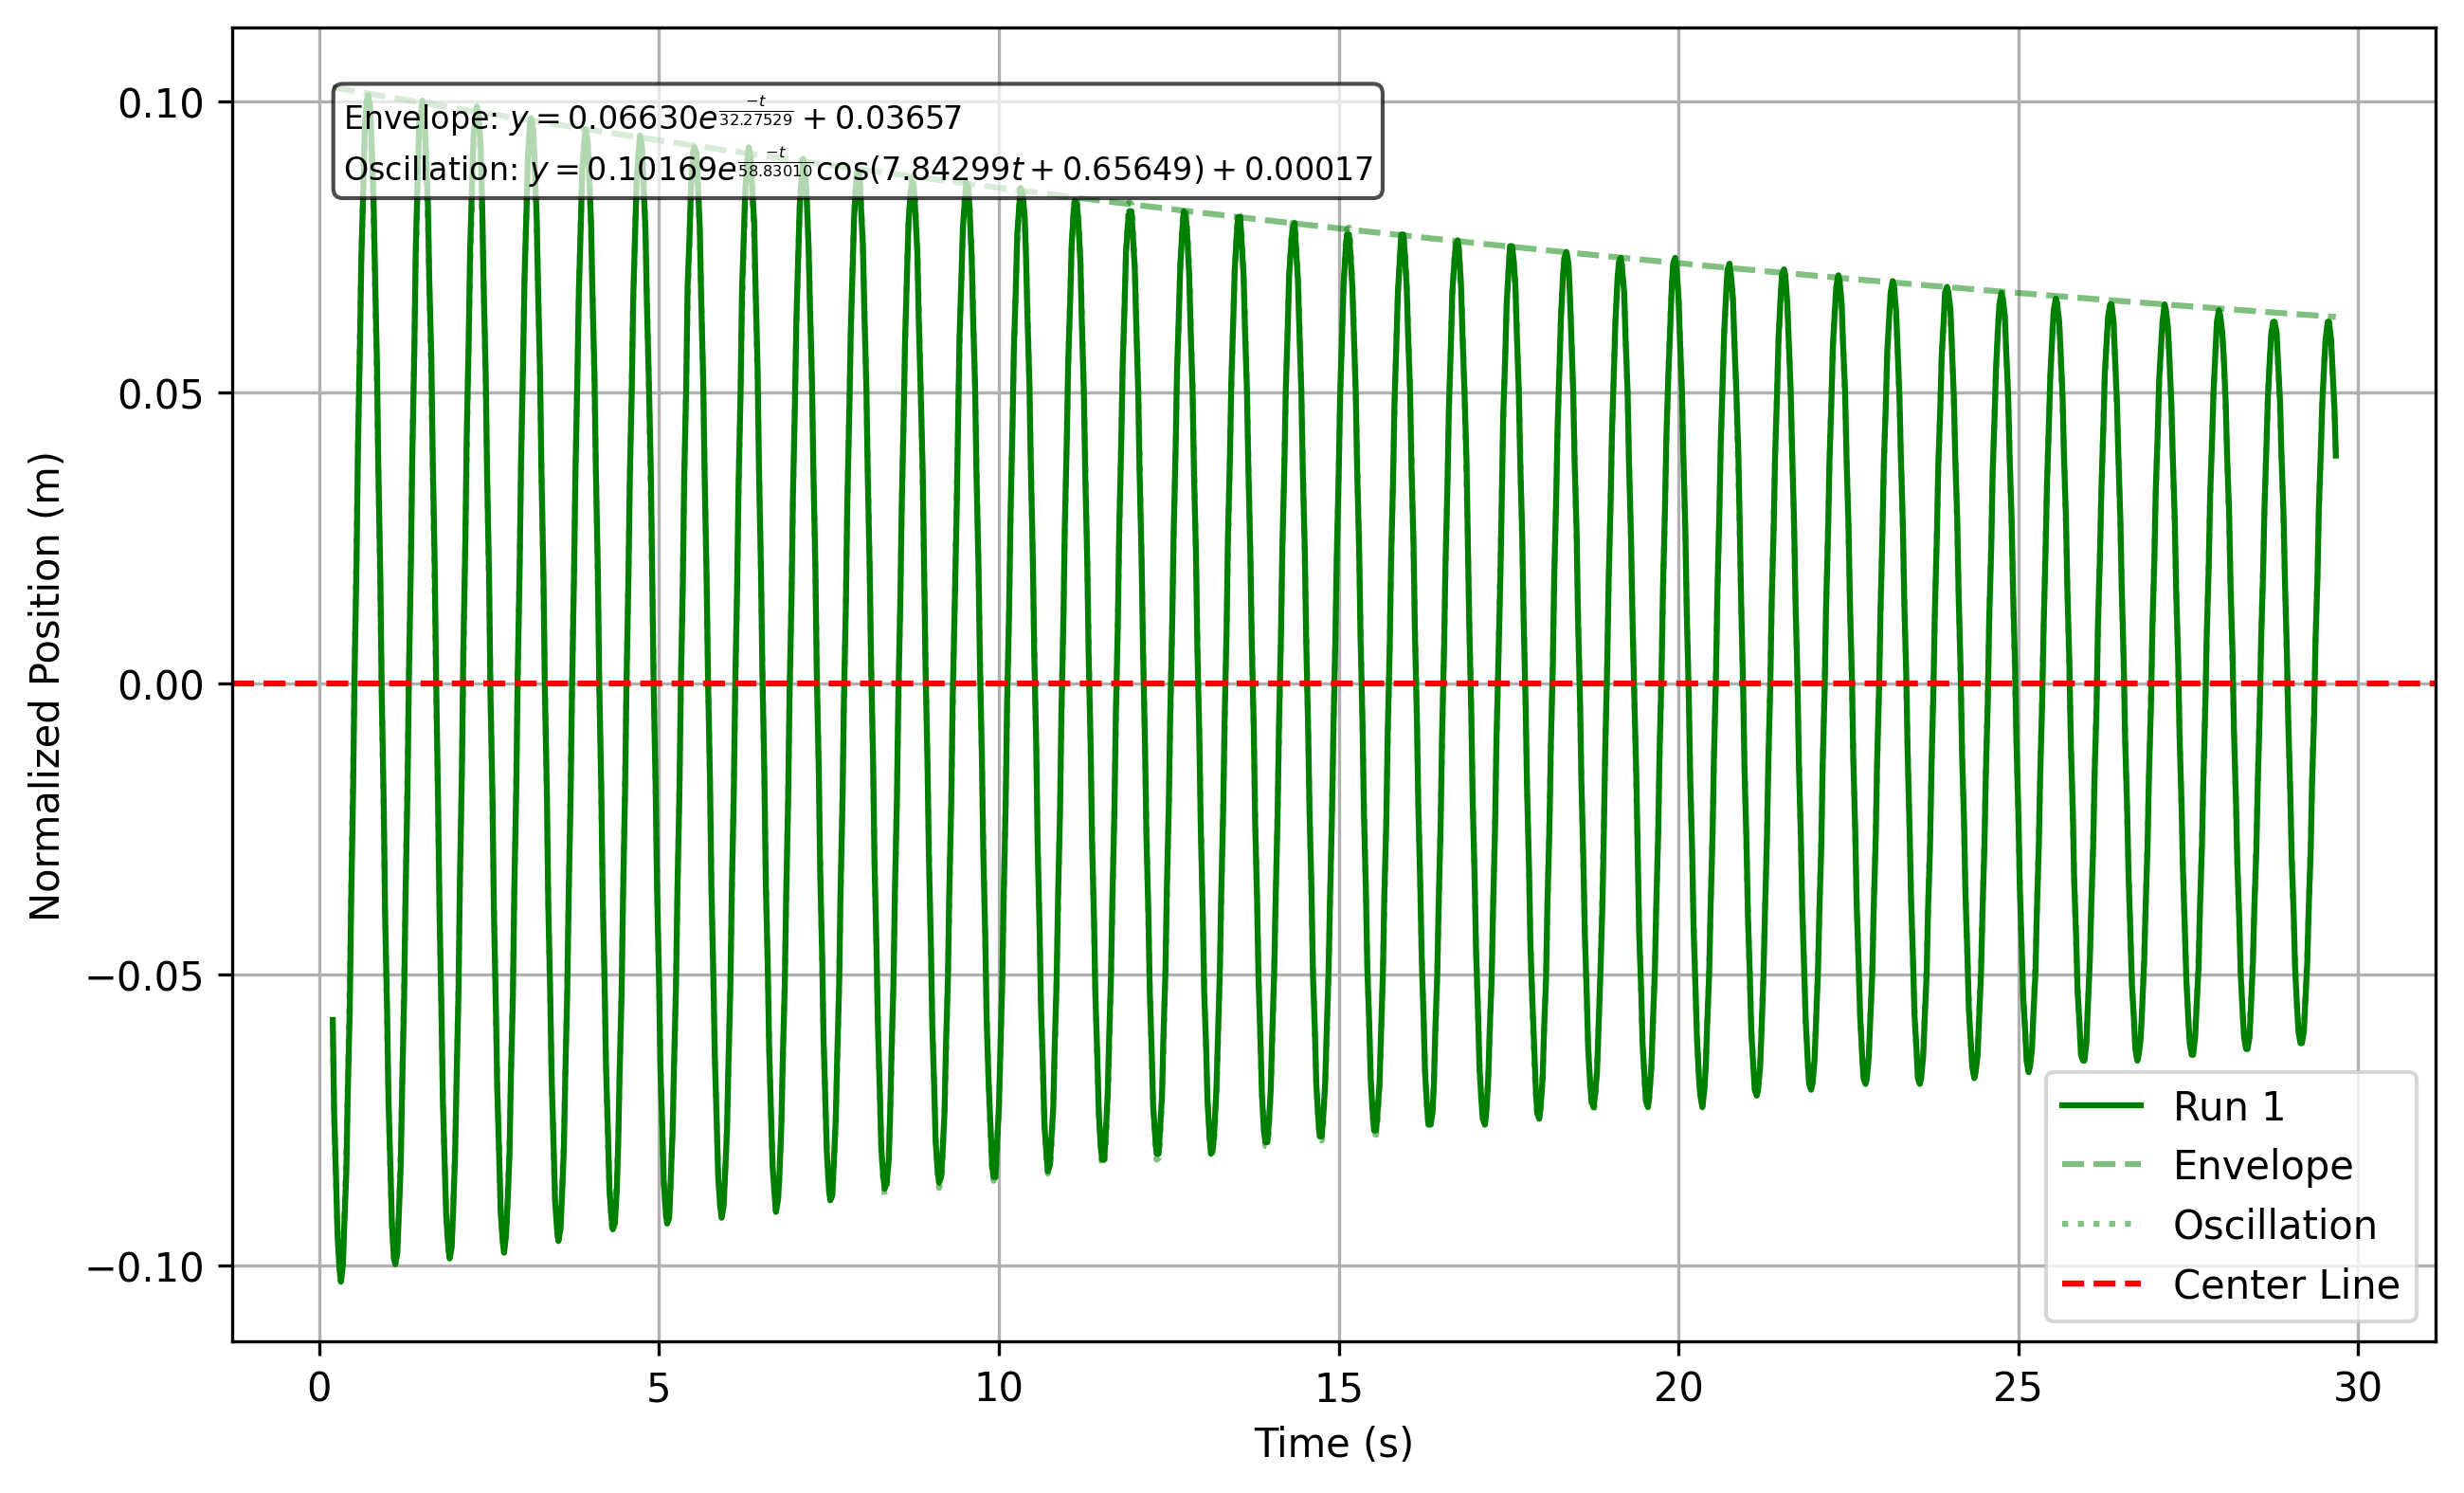 Envelope: y = 0.06630e^{\frac{-t}{32.27529}} + 0.03657
Oscillation: y = 0.10169e^{\frac{-t}{58.83010}}cos(7.84299t + 0.65649) + 0.00017
0.10
0.05
0.00
−0.05
−0.10
Normalized Position (m)
Run 1
Envelope
Oscillation
Center Line
0 5 10 15 20 25 30
Time (s)